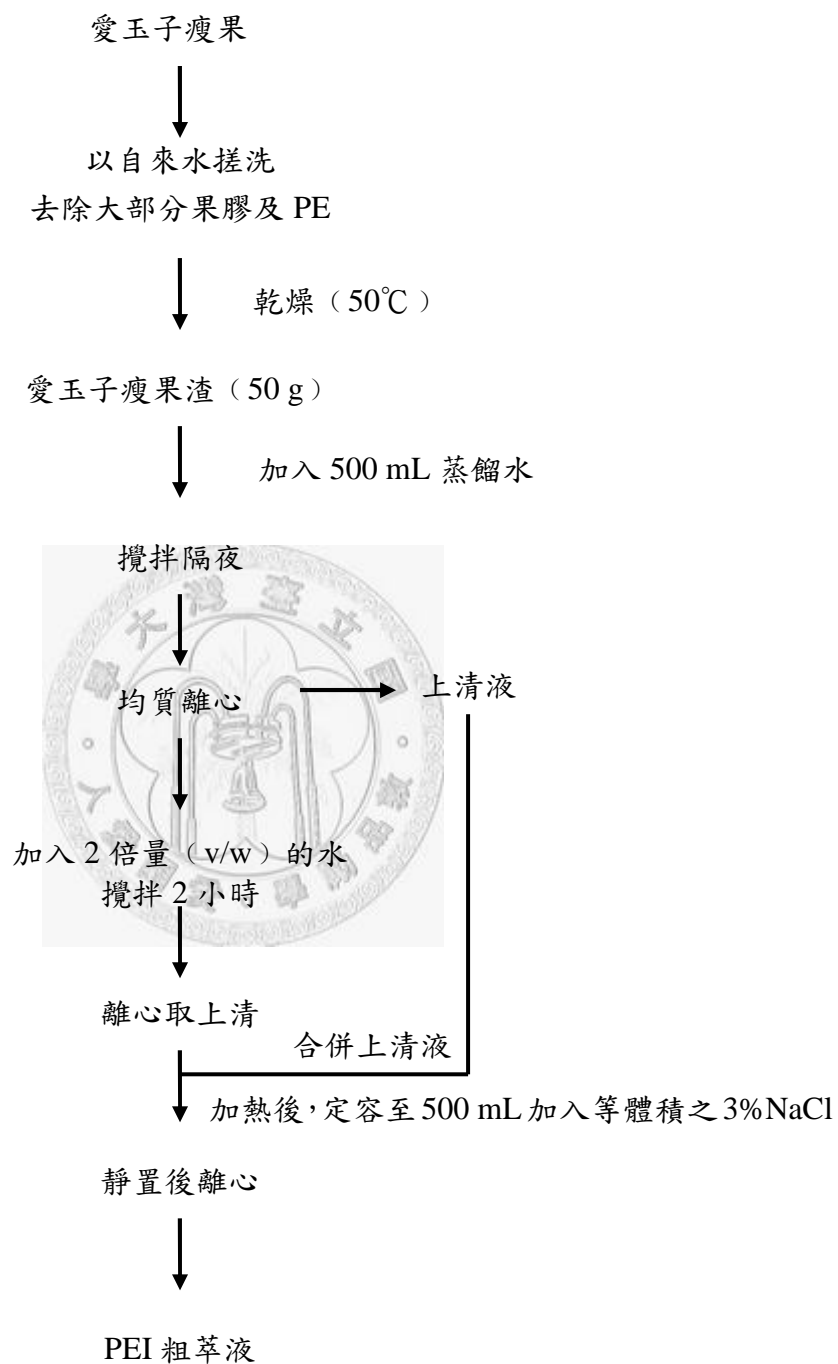 愛玉子瘦果
以自來水搓洗
去除大部分果膠及 PE
乾燥（50℃）
愛玉子瘦果渣（50 g）
加入 500 mL 蒸餾水
攪拌隔夜
均質離心
上清液
加入 2 倍量（v/w）的水
攪拌 2 小時
離心取上清
合併上清液
加熱後，定容至 500 mL 加入等體積之 3%NaCl
靜置後離心
PEI 粗萃液